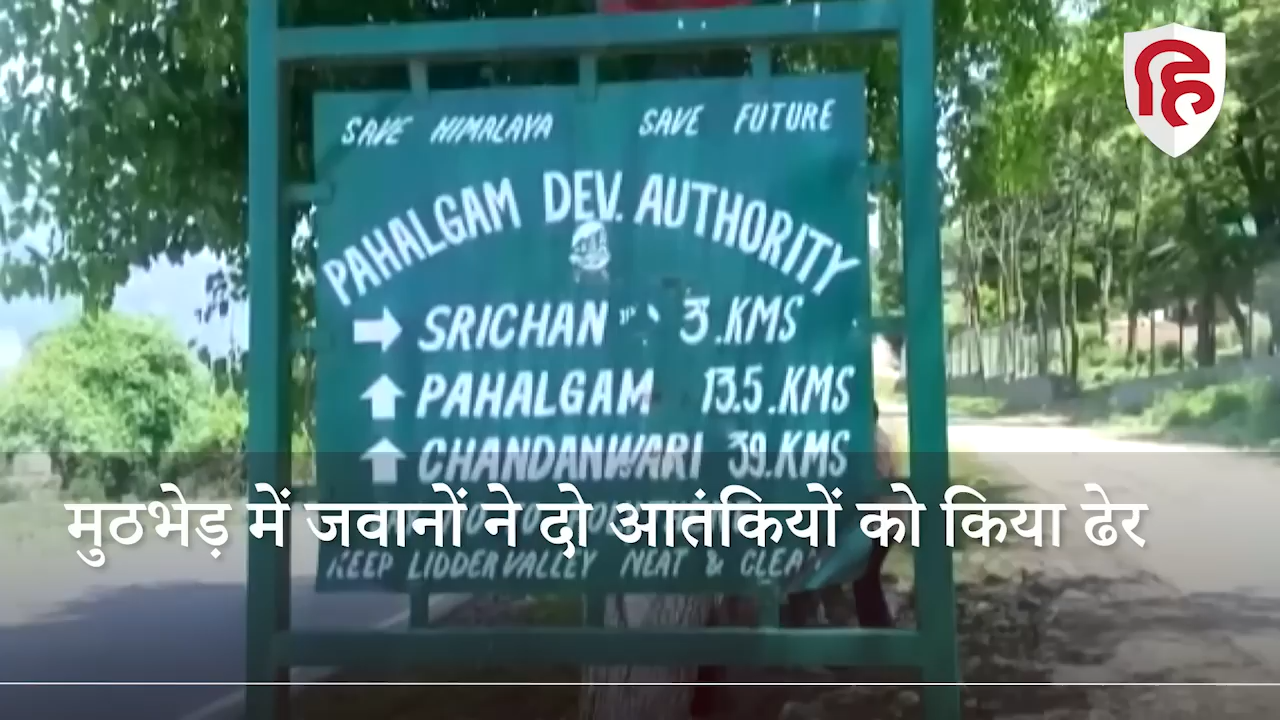 हि
SAVE HIMALAYA SAVE FUTURE
PAHALGAM DEV. AUTHORITY
SRICHAN 3.KMS
PAHALGAM 13.5.KMS
CHANDANWARI 39.KMS
मुठभेड़ में जवानों ने दो आतंकियों को किया ढेर
KEEP LIDDER VALLEY NEAT & CLEA